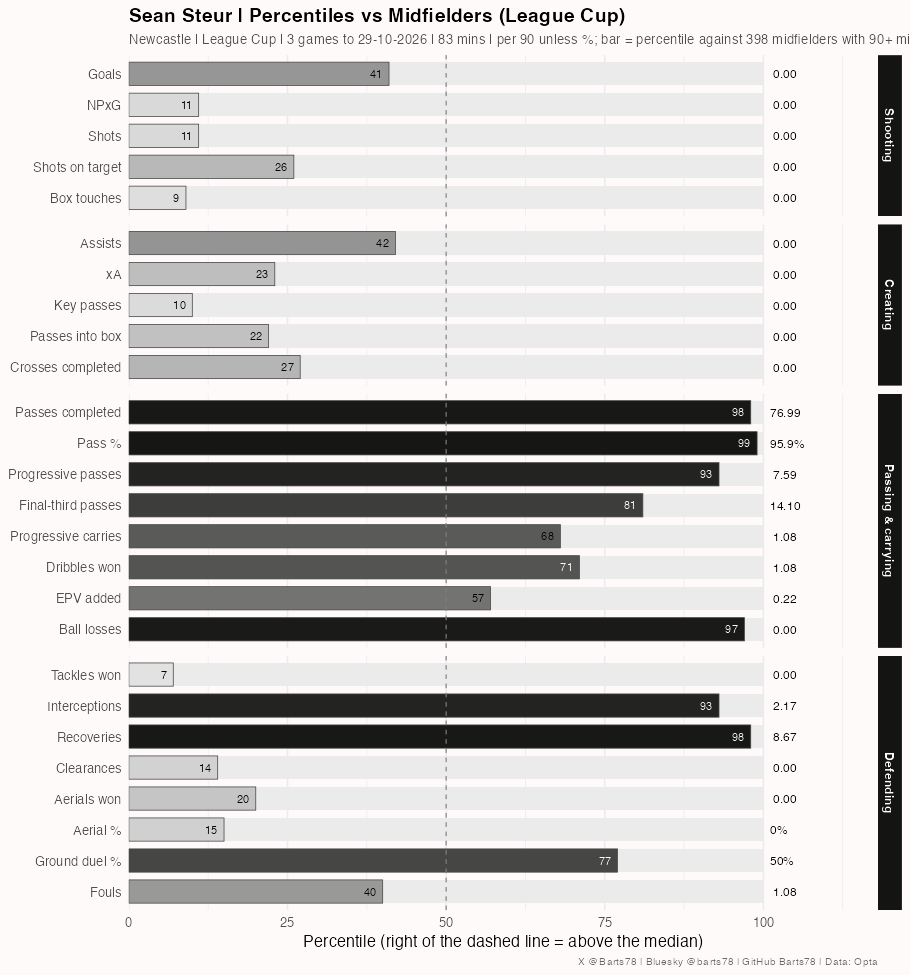 Sean Steur | Percentiles vs Midfielders (League Cup)
Newcastle | League Cup | 3 games to 29-10-2026 | 83 mins | per 90 unless %; bar = percentile against 398 midfielders with 90+ mi
Shooting
Goals 41 0.00
NPxG 11 0.00
Shots 11 0.00
Shots on target 26 0.00
Box touches 9 0.00
Creating
Assists 42 0.00
xA 23 0.00
Key passes 10 0.00
Passes into box 22 0.00
Crosses completed 27 0.00
Passing & carrying
Passes completed 98 76.99
Pass % 99 95.9%
Progressive passes 93 7.59
Final-third passes 81 14.10
Progressive carries 68 1.08
Dribbles won 71 1.08
EPV added 57 0.22
Ball losses 97 0.00
Defending
Tackles won 7 0.00
Interceptions 93 2.17
Recoveries 98 8.67
Clearances 14 0.00
Aerials won 20 0.00
Aerial % 15 0%
Ground duel % 77 50%
Fouls 40 1.08
0 25 50 75 100
Percentile (right of the dashed line = above the median)
X @Barts78 | Bluesky @barts78 | GitHub Barts78 | Data: Opta